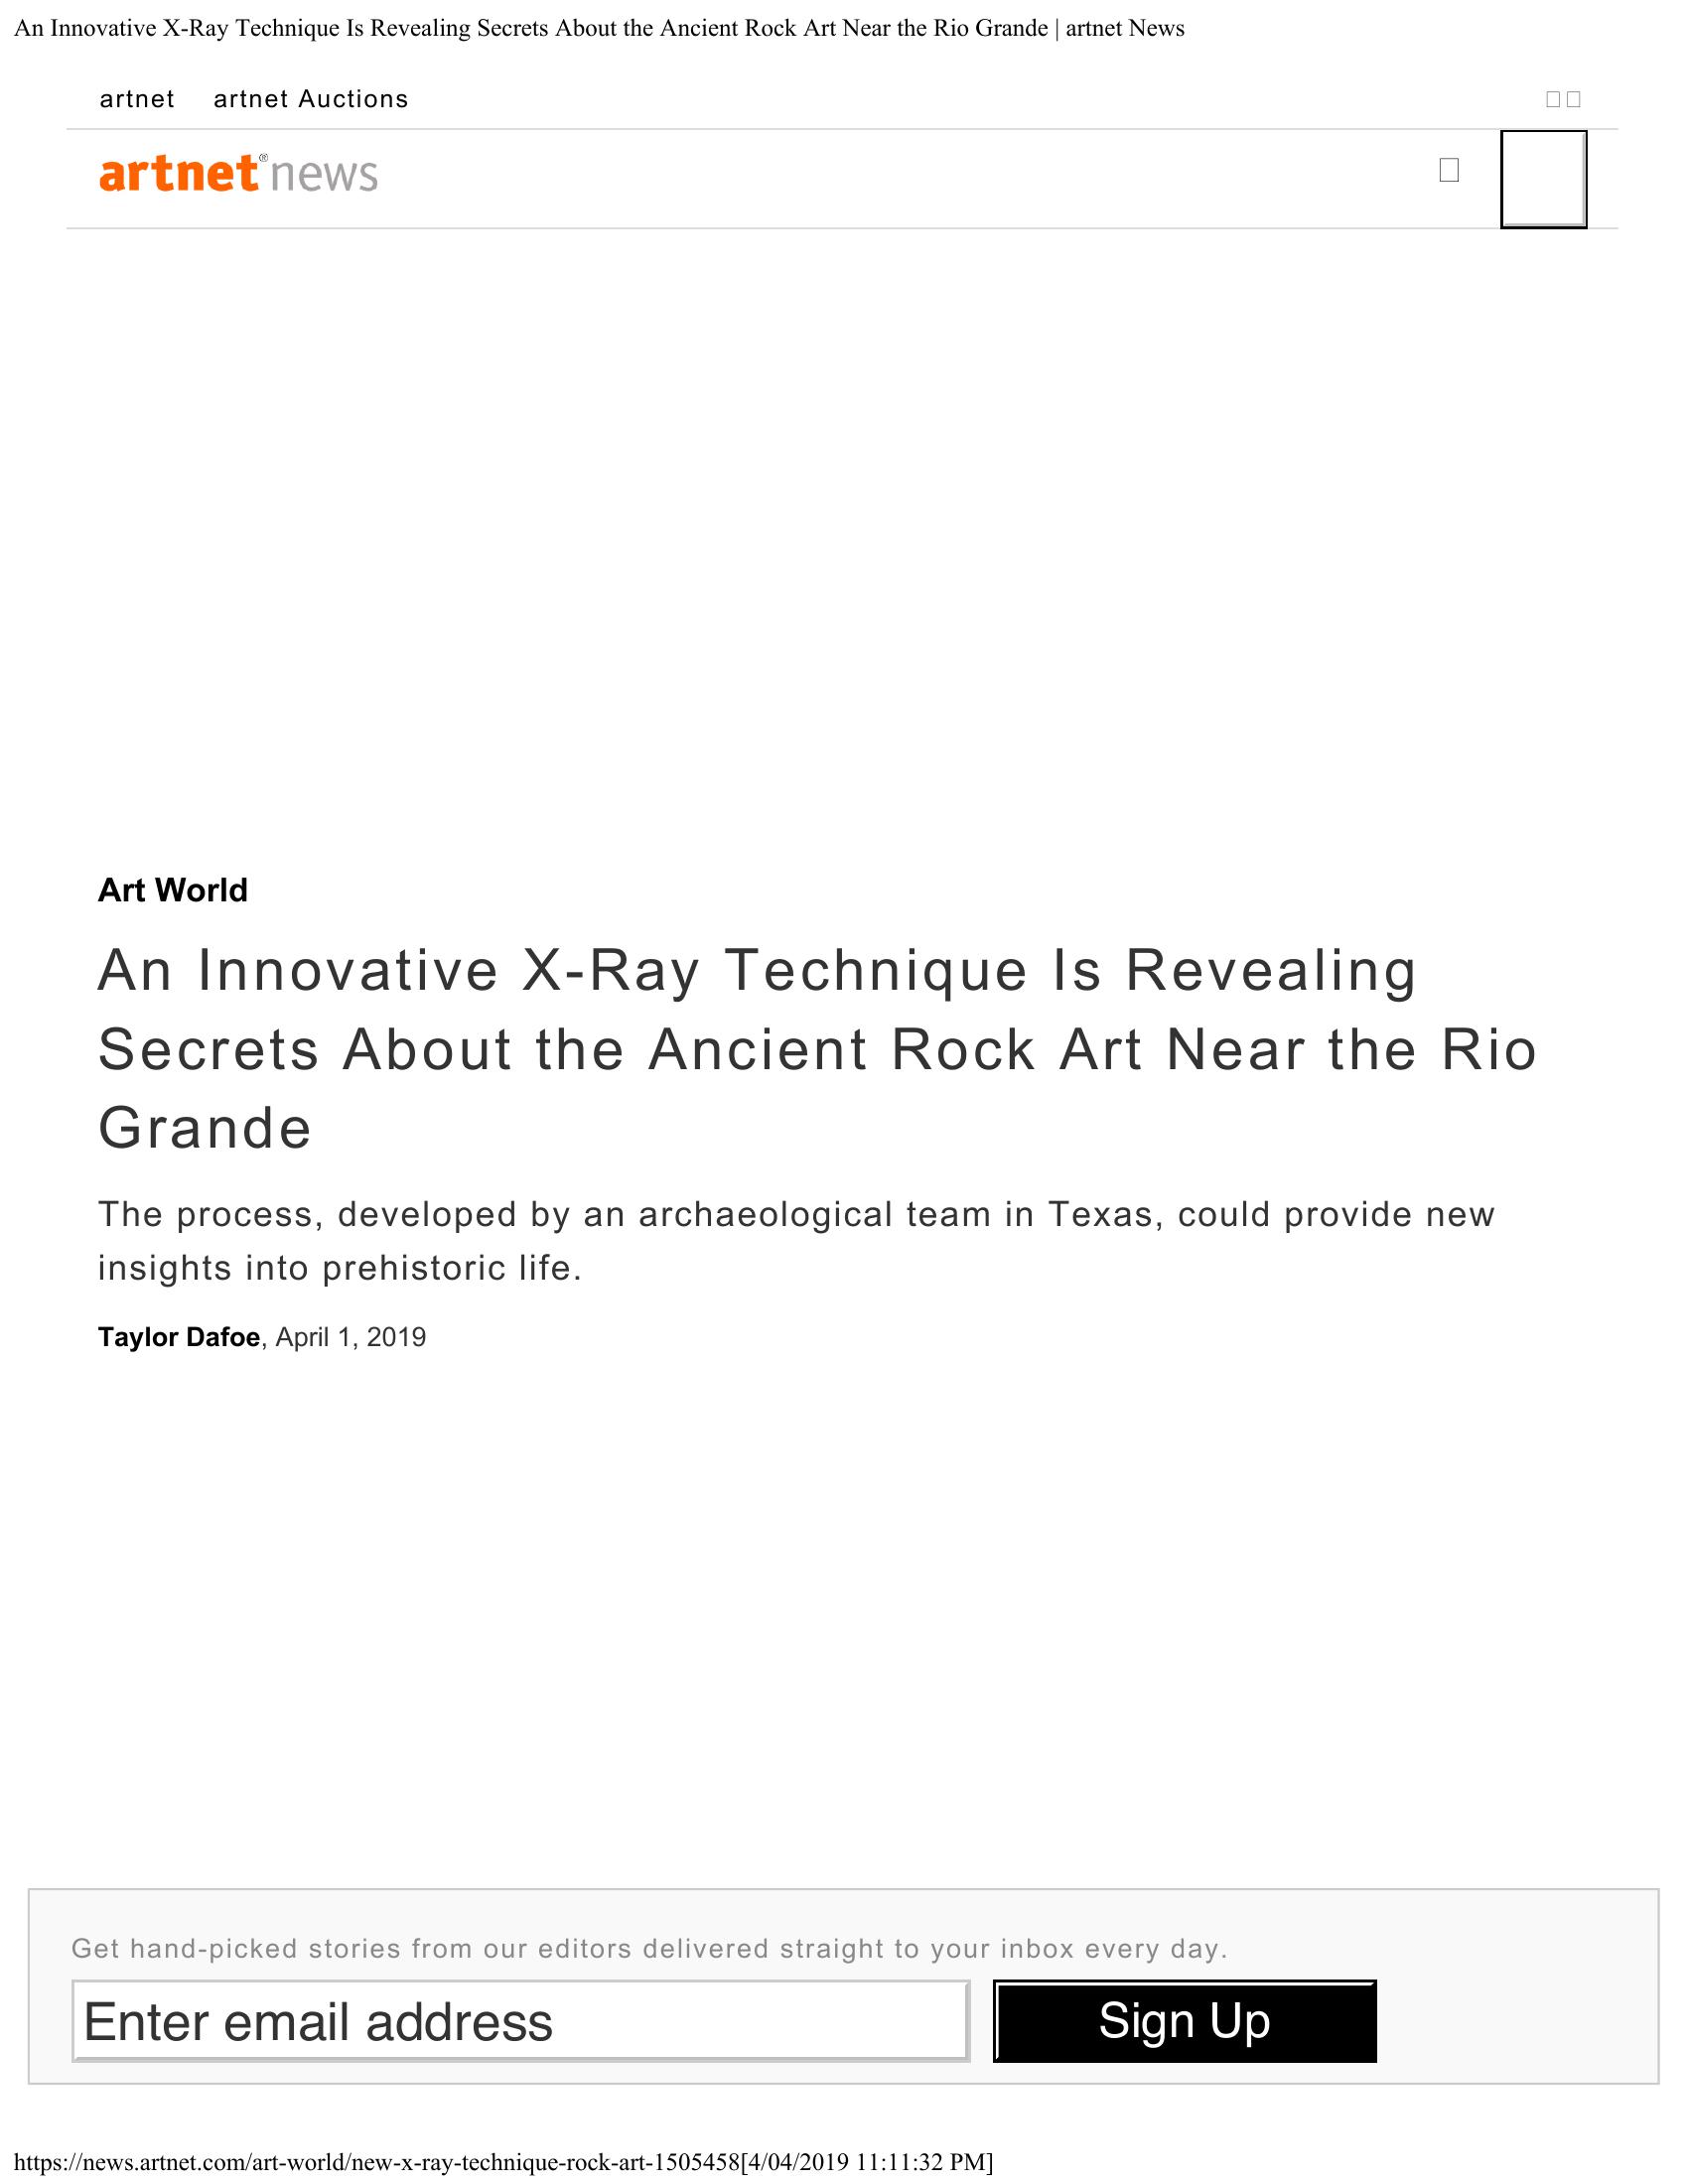 An Innovative X-Ray Technique Is Revealing Secrets About the Ancient Rock Art Near the Rio Grande | artnet News
artnet artnet Auctions
artnet® news
Art World
An Innovative X-Ray Technique Is Revealing
Secrets About the Ancient Rock Art Near the Rio
Grande
The process, developed by an archaeological team in Texas, could provide new
insights into prehistoric life.
Taylor Dafoe, April 1, 2019
Get hand-picked stories from our editors delivered straight to your inbox every day.
Enter email address Sign Up
https://news.artnet.com/art-world/new-x-ray-technique-rock-art-1505458[4/04/2019 11:11:32 PM]